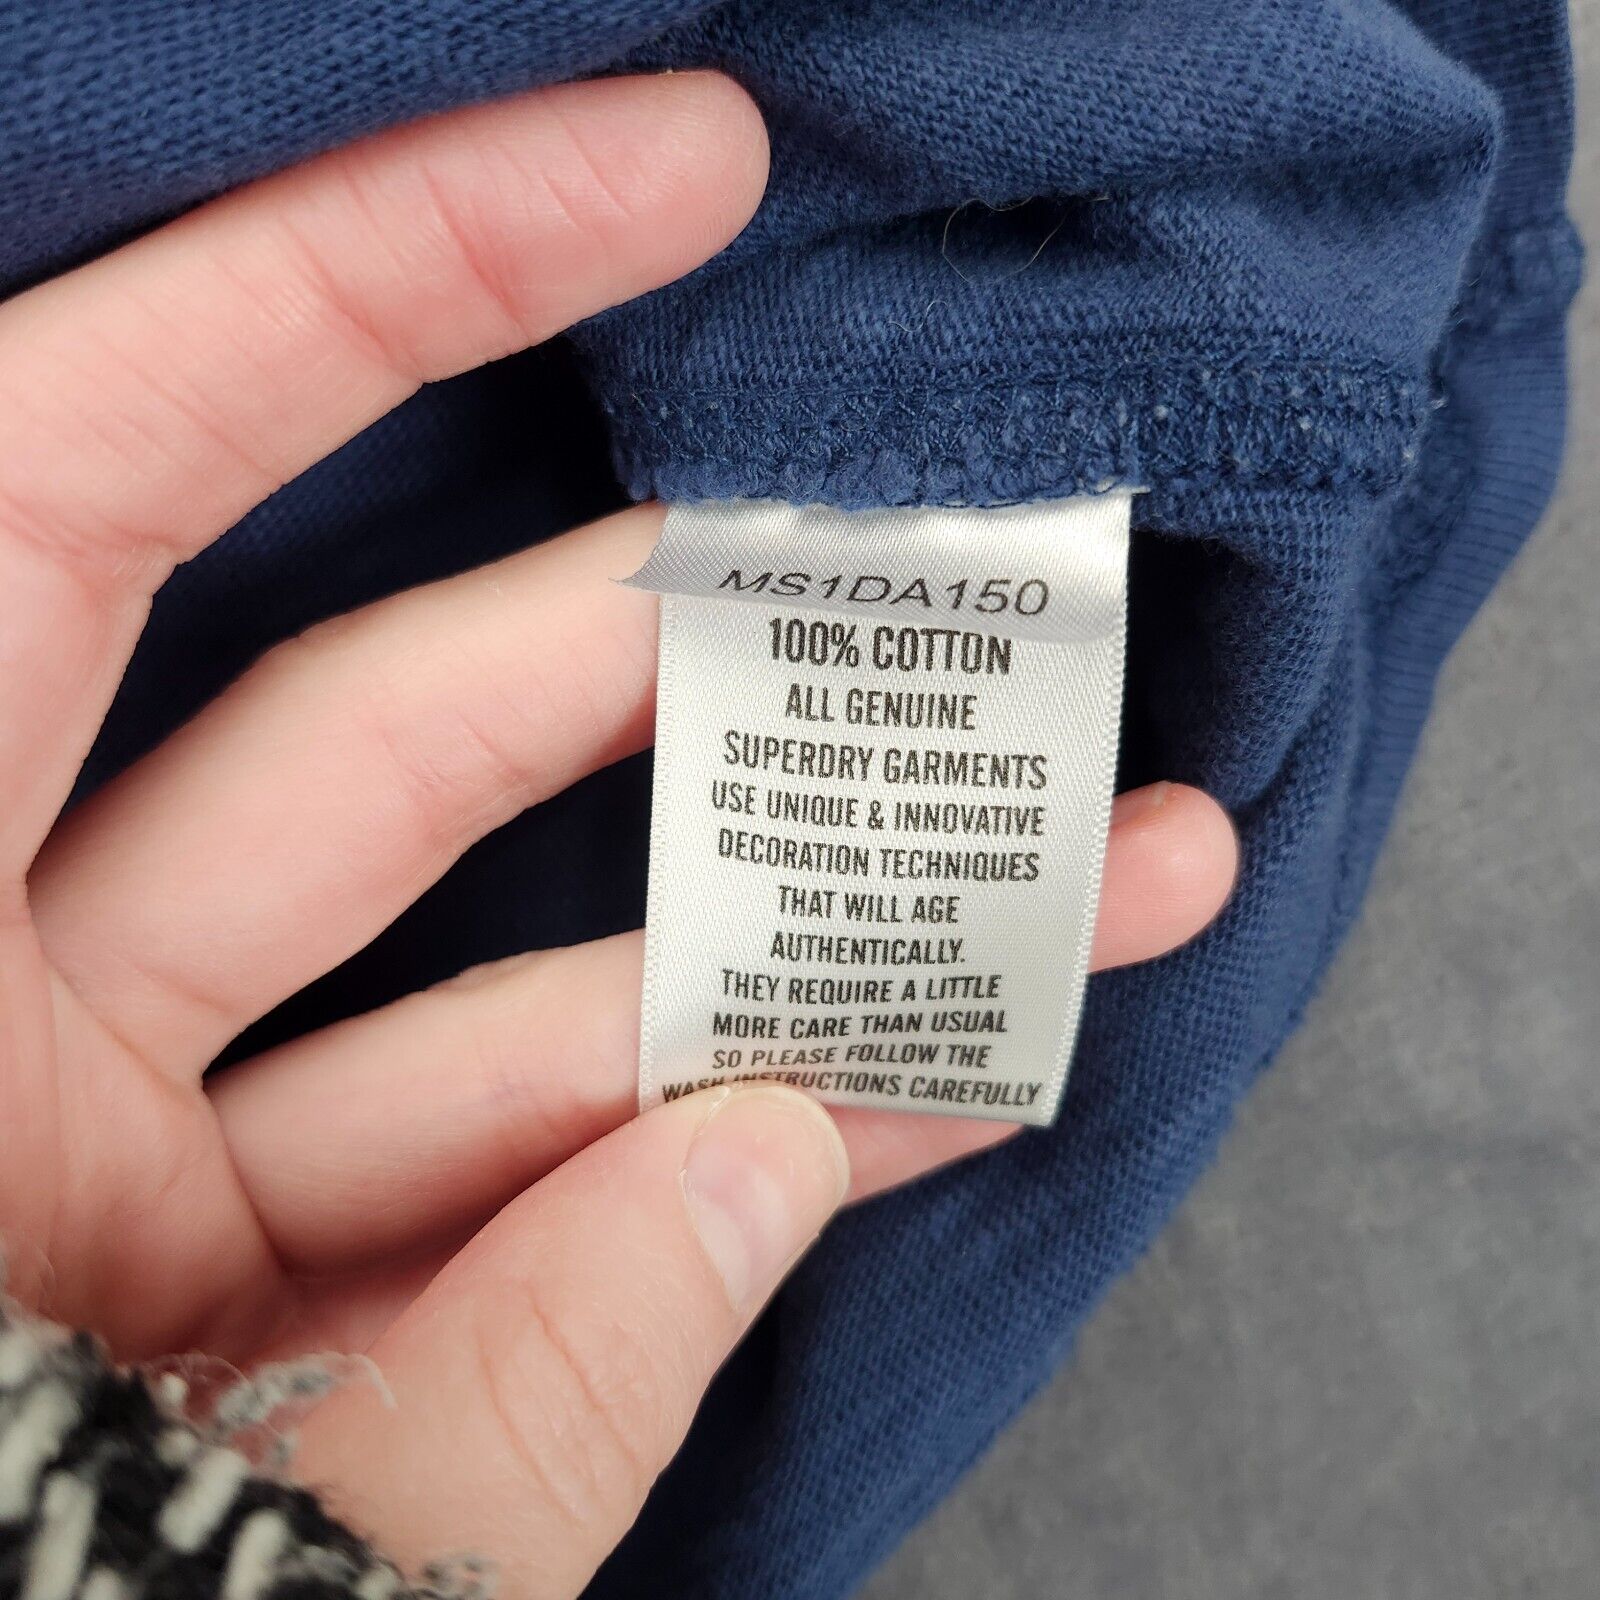 MS1DA150
100% COTTON
ALL GENUINE
SUPERDRY GARMENTS
USE UNIQUE & INNOVATIVE
DECORATION TECHNIQUES
THAT WILL AGE
AUTHENTICALLY.
THEY REQUIRE A LITTLE
MORE CARE THAN USUAL
SO PLEASE FOLLOW THE
WASH INSTRUCTIONS CAREFULLY